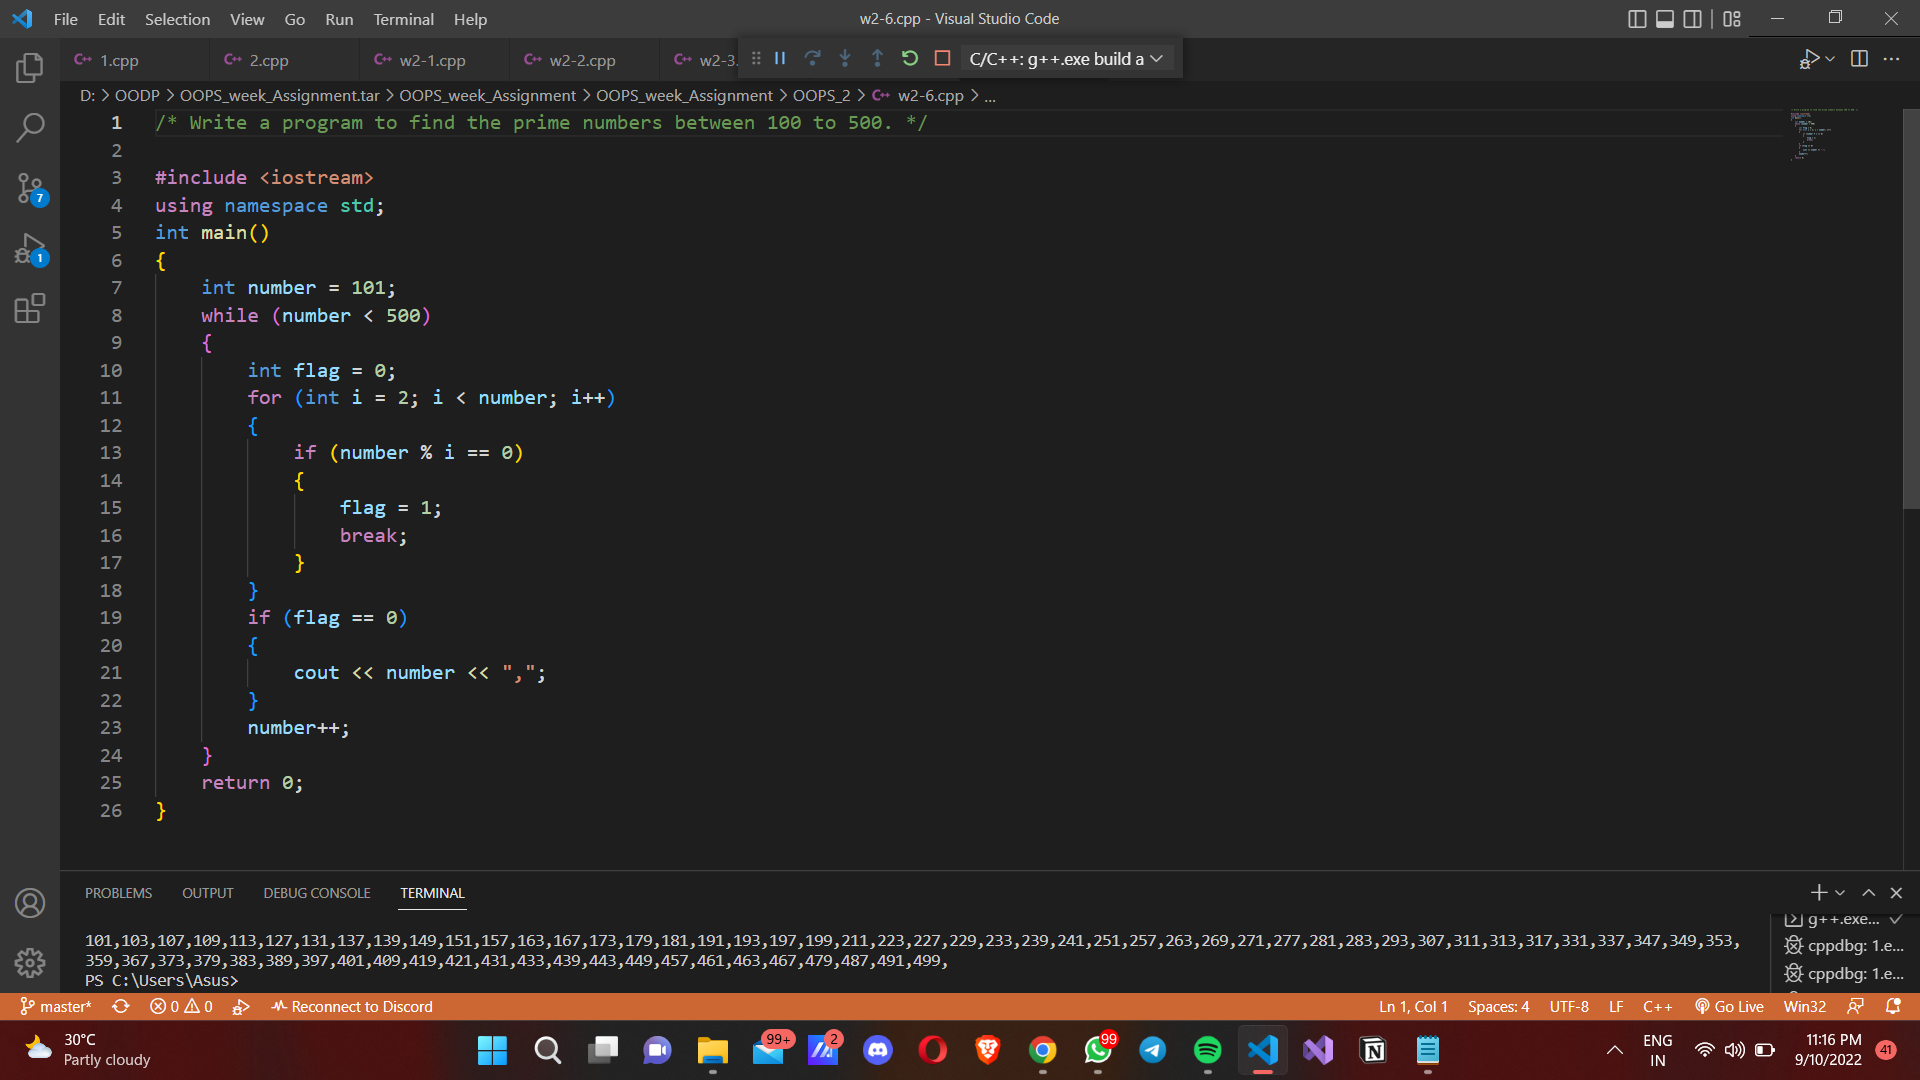 File Edit Selection View Go Run Terminal Help
w2-6.cpp - Visual Studio Code
C++ 1.cpp
C++ 2.cpp
C++ w2-1.cpp
C++ w2-2.cpp
C++ w2-3.
C/C++: g++.exe build a
D: > OODP > OOPS_week_Assignment.tar > OOPS_week_Assignment > OOPS_week_Assignment > OOPS_2 > C++ w2-6.cpp > ...
7
1
1 /* Write a program to find the prime numbers between 100 to 500. */
2
3 #include <iostream>
4 using namespace std;
5 int main()
6 {
7     int number = 101;
8     while (number < 500)
9     {
10         int flag = 0;
11         for (int i = 2; i < number; i++)
12         {
13             if (number % i == 0)
14             {
15                 flag = 1;
16                 break;
17             }
18         }
19         if (flag == 0)
20         {
21             cout << number << ",";
22         }
23         number++;
24     }
25     return 0;
26 }
PROBLEMS OUTPUT DEBUG CONSOLE TERMINAL
101,103,107,109,113,127,131,137,139,149,151,157,163,167,173,179,181,191,193,197,199,211,223,227,229,233,239,241,251,257,263,269,271,277,281,283,293,307,311,313,317,331,337,347,349,353,
359,367,373,379,383,389,397,401,409,419,421,431,433,439,443,449,457,461,463,467,479,487,491,499,
PS C:\Users\Asus>
g++.exe...
cppdbg: 1.e...
cppdbg: 1.e...
master* 0 0 Reconnect to Discord
Ln 1, Col 1 Spaces: 4 UTF-8 LF C++ Go Live Win32
30°C
Partly cloudy
99+
2
99
ENG
IN
11:16 PM
9/10/2022
41